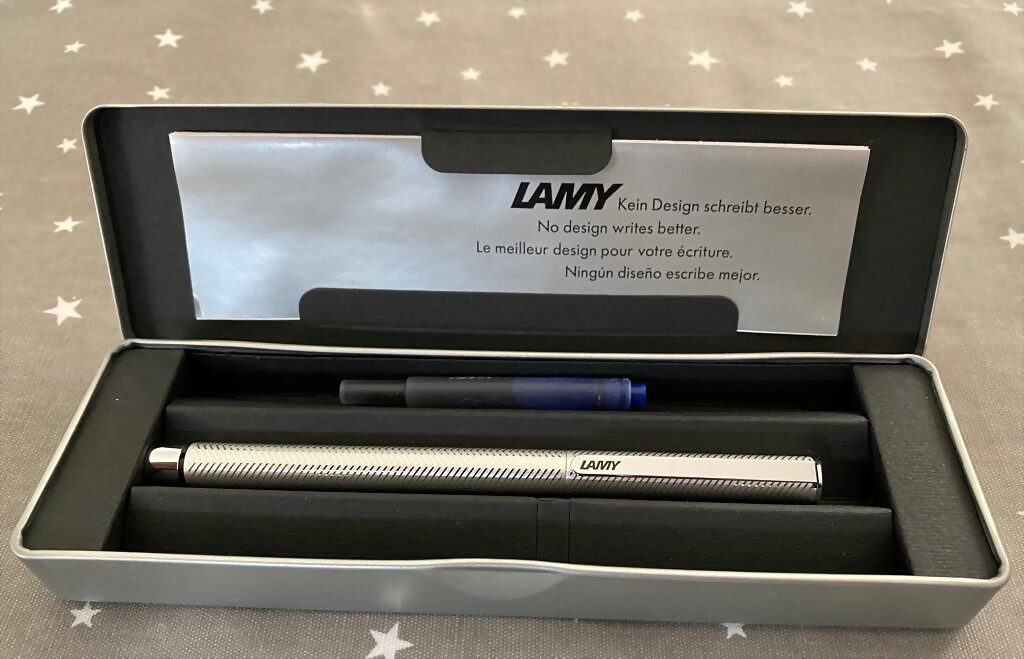 LAMY Kein Design schreibt besser.
No design writes better.
Le meilleur design pour votre écriture.
Ningún diseño escribe mejor.
LAMY